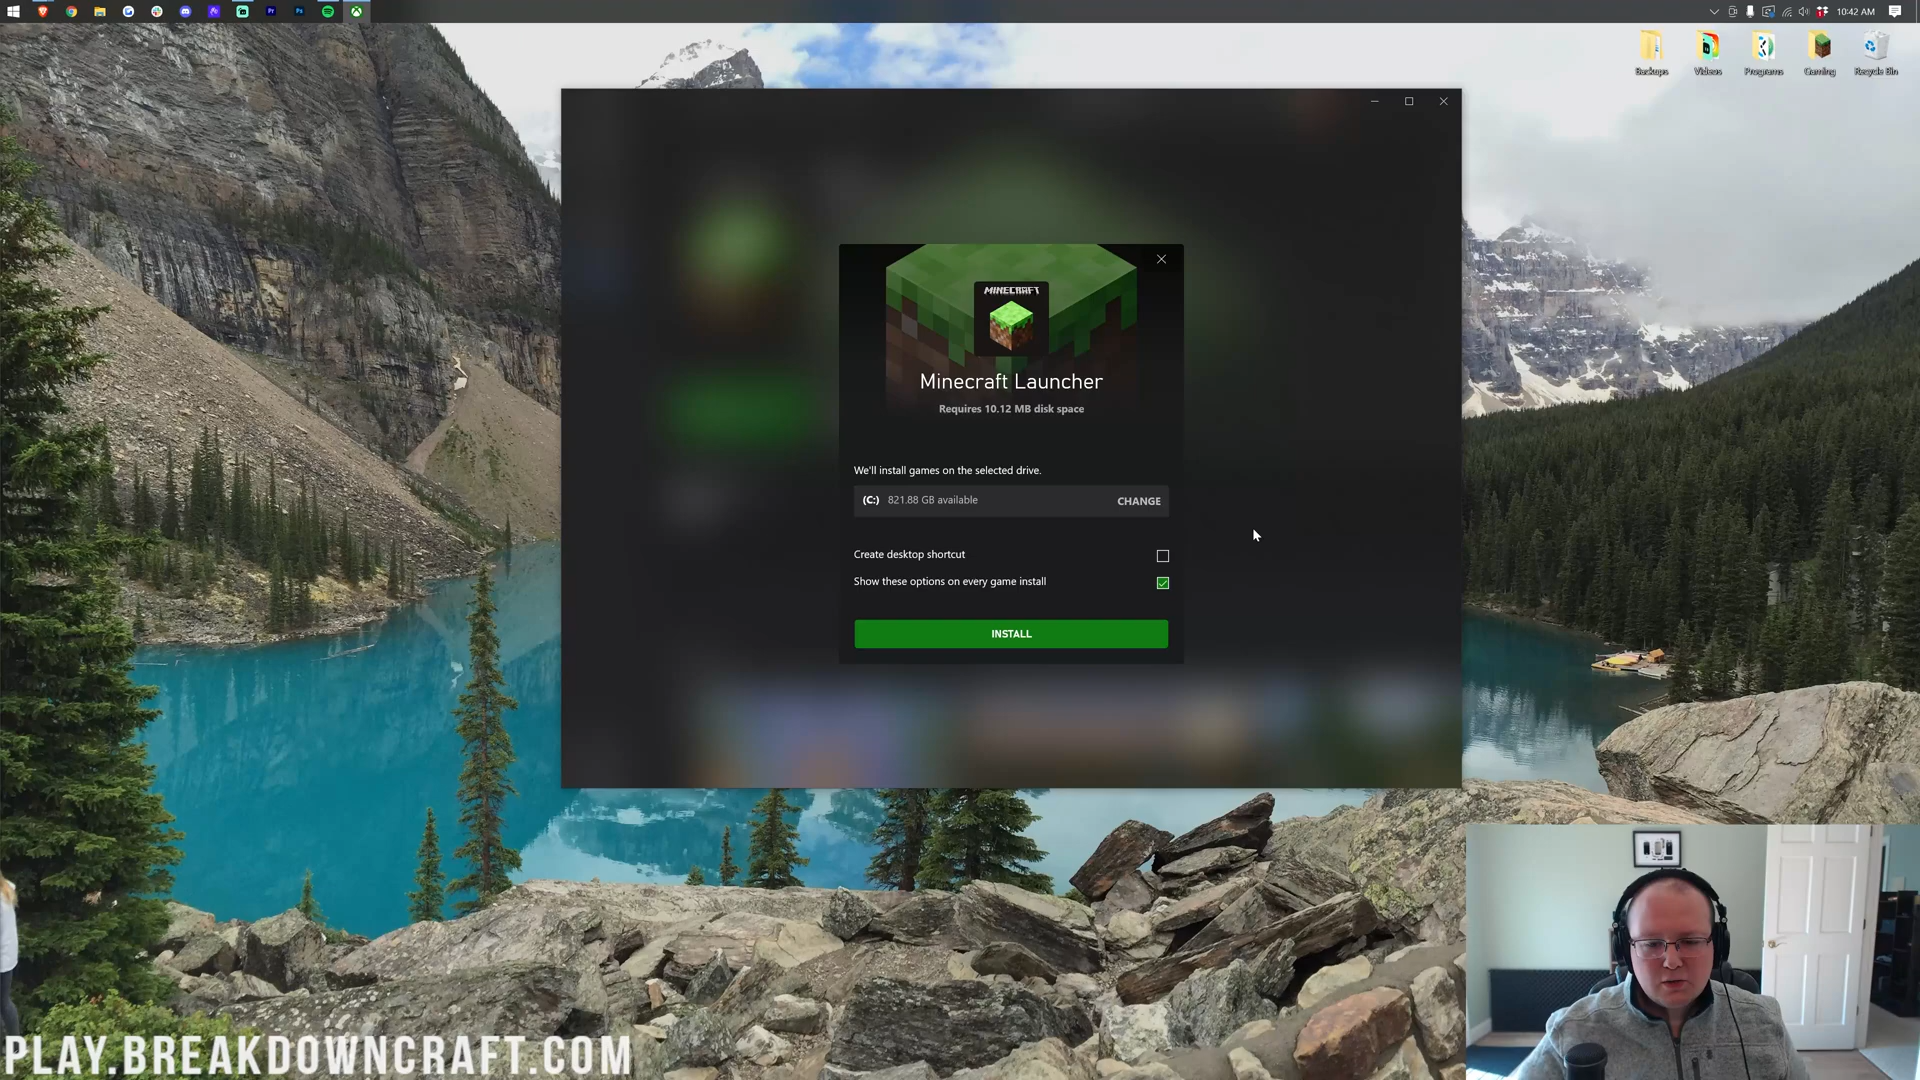 10:42 AM
Backups
Videos
Programs
Gaming
Recycle Bin
MINECRAFT
Minecraft Launcher
Requires 10.12 MB disk space
We'll install games on the selected drive.
(C:) 821.88 GB available CHANGE
Create desktop shortcut
Show these options on every game install
INSTALL
PLAY.BREAKDOWNCRAFT.COM